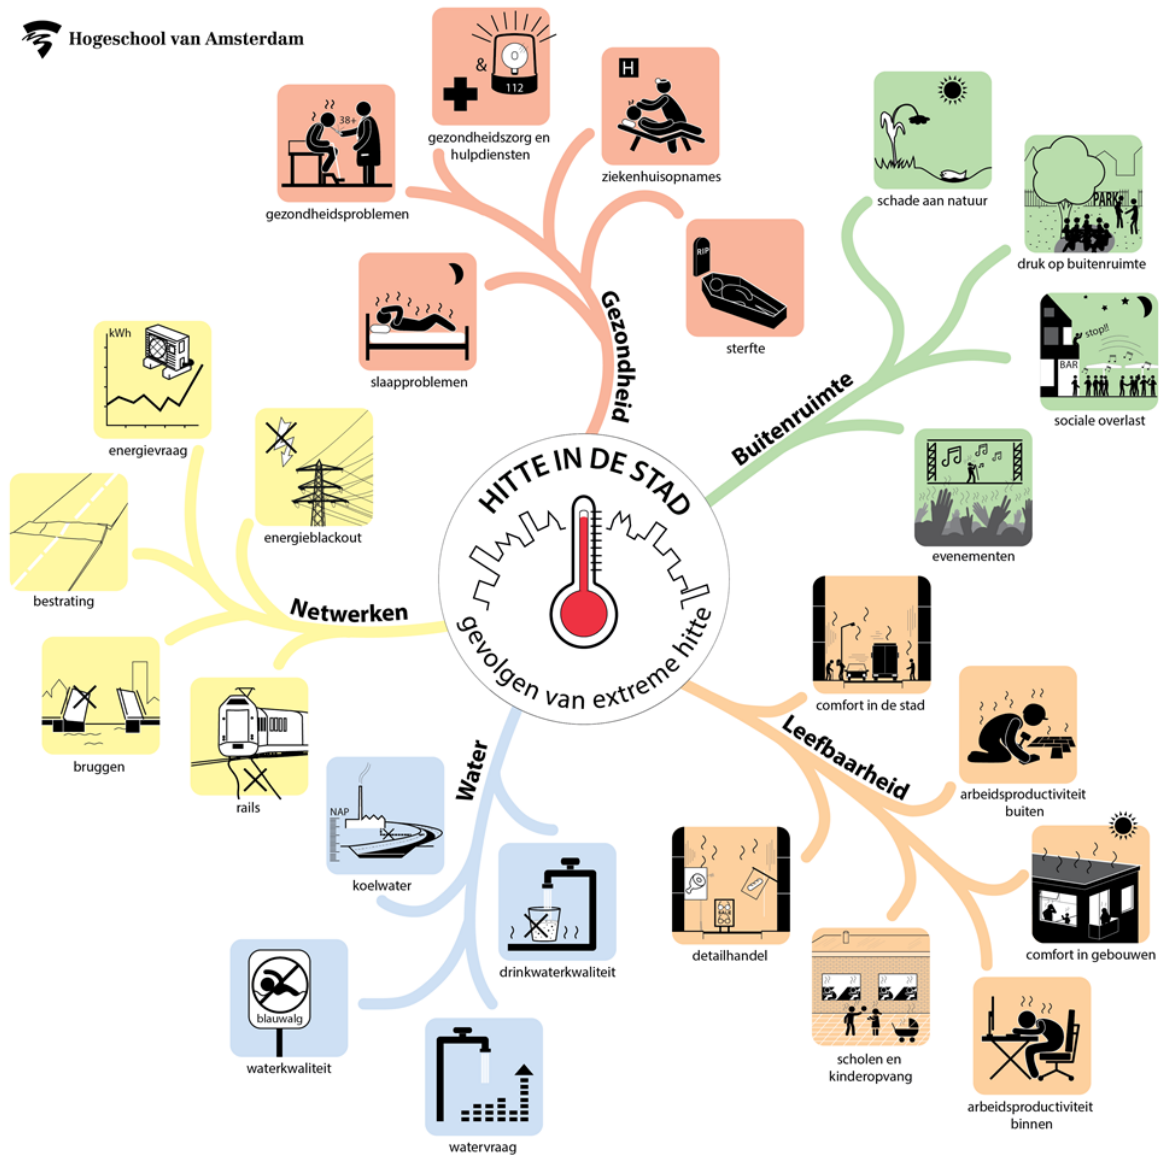 Hogeschool van Amsterdam
HITTE IN DE STAD
gevolgen van extreme hitte
Gezondheid
38+
gezondheidsproblemen
&
112
gezondheidszorg en
hulpdiensten
H
ziekenhuisopnames
slaapproblemen
RIP
sterfte
Buitenruimte
schade aan natuur
PARK
druk op buitenruimte
stop!!
BAR
sociale overlast
evenementen
Netwerken
kWh
energievraag
energieblackout
bestrating
bruggen
rails
Water
NAP
koelwater
drinkwaterkwaliteit
blauwalg
waterkwaliteit
watervraag
Leefbaarheid
comfort in de stad
arbeidsproductiviteit
buiten
SALE
detailhandel
comfort in gebouwen
scholen en
kinderopvang
arbeidsproductiviteit
binnen